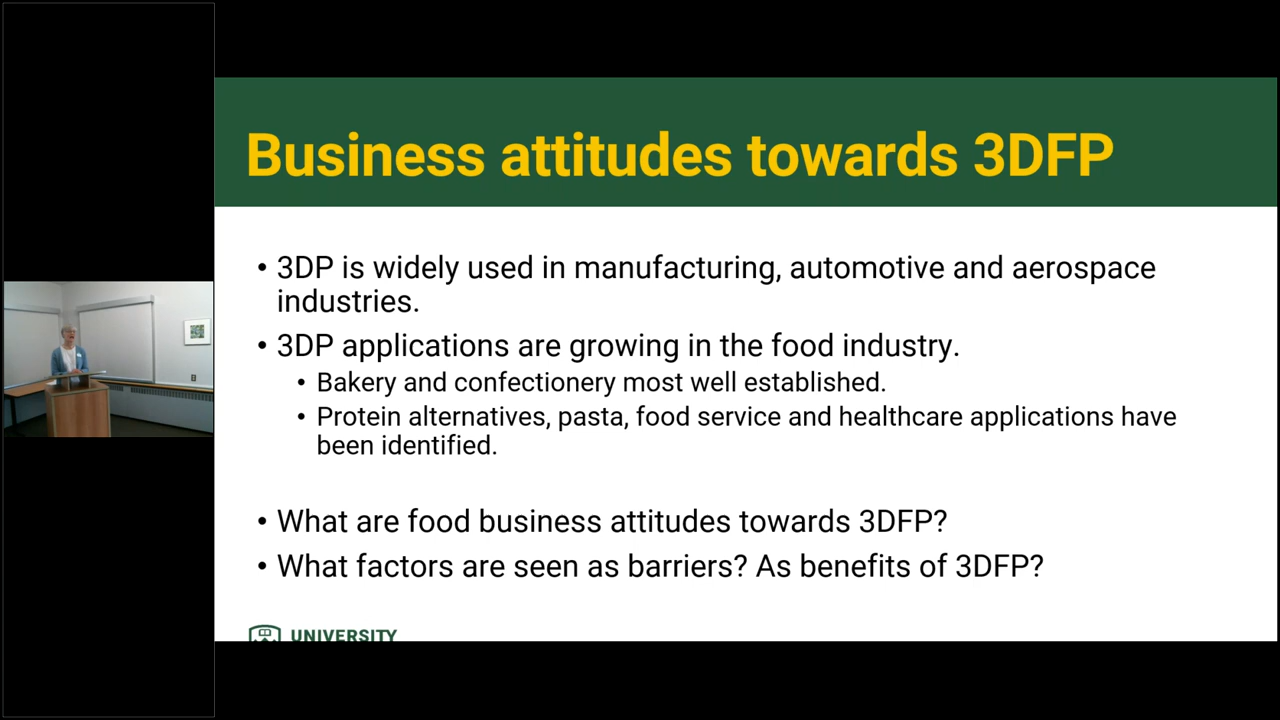 Business attitudes towards 3DFP
• 3DP is widely used in manufacturing, automotive and aerospace
industries.
• 3DP applications are growing in the food industry.
• Bakery and confectionery most well established.
• Protein alternatives, pasta, food service and healthcare applications have
been identified.
• What are food business attitudes towards 3DFP?
• What factors are seen as barriers? As benefits of 3DFP?
UNIVERSITY